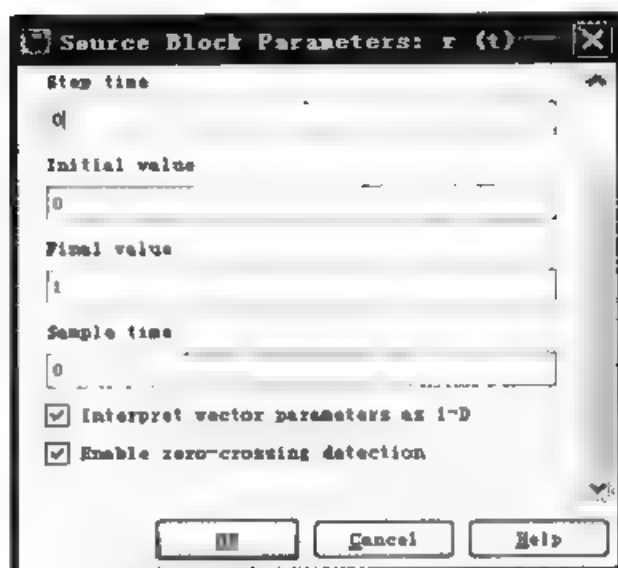 Source Block Parameters: r (t)
Step time
0
Initial value
0
Final value
1
Sample time
0
Interpret vector parameters as 1-D
Enable zero-crossing detection
OK Cancel Help